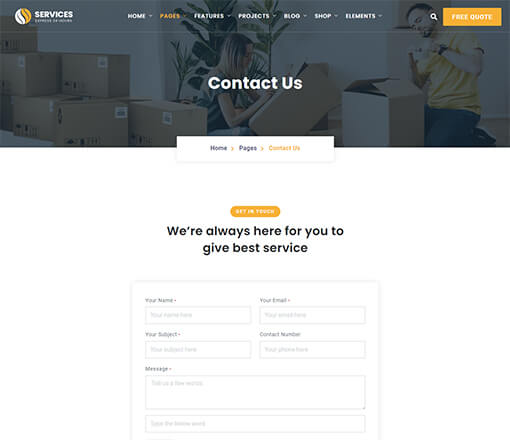 SERVICES
EXPRESS 24 HOURS
HOME PAGES FEATURES PROJECTS BLOG SHOP ELEMENTS
FREE QUOTE
Contact Us
Home Pages Contact Us
GET IN TOUCH
We're always here for you to
give best service
Your Name * Your Email *
Your name here Your email here
Your Subject * Contact Number
Your subject here Your phone here
Message *
Tell us a few words
Type the below word